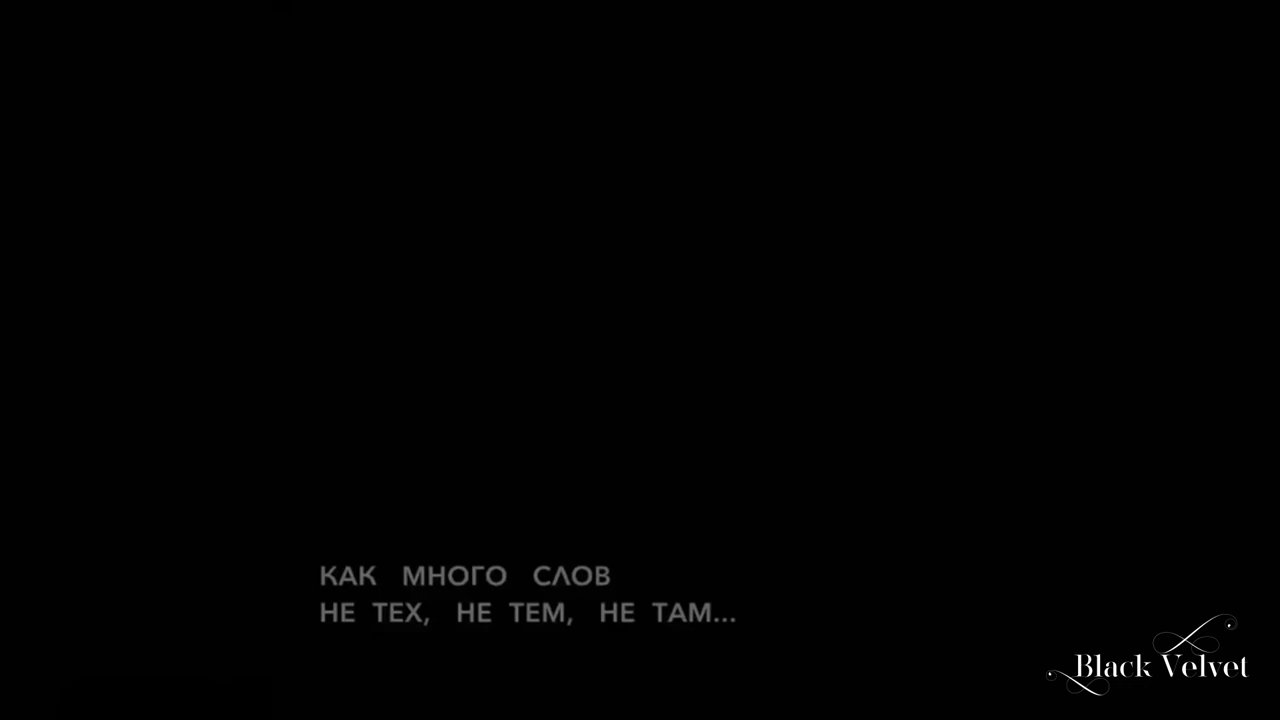 КАК МНОГО СЛОВ
НЕ ТЕХ, НЕ ТЕМ, НЕ ТАМ...
Black Velvet